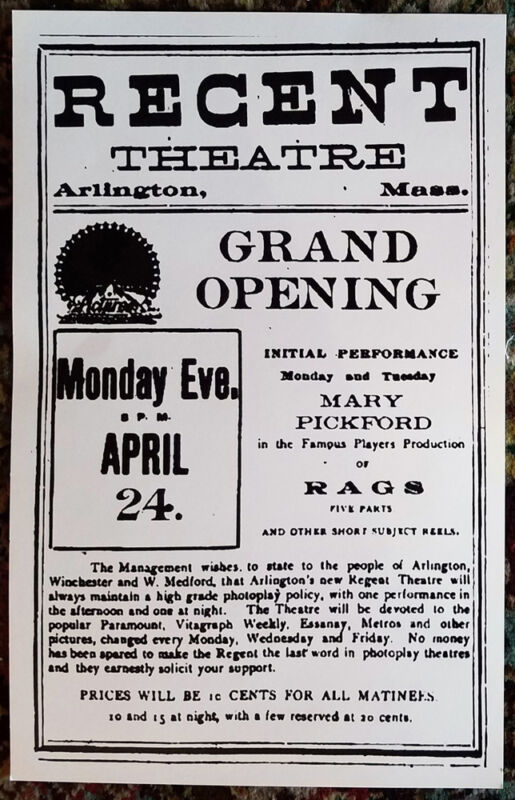 RECENT
THEATRE
Arlington, Mass.
GRAND
OPENING
Monday Eve.
8 P. M.
APRIL
24.
INITIAL PERFORMANCE
Monday and Tuesday
MARY
PICKFORD
in the Famous Players Production
OF
RAGS
FIVE PARTS
AND OTHER SHORT SUBJECT REELS.
The Management wishes to state to the people of Arlington,
Winchester and W. Medford, that Arlington's new Regent Theatre will
always maintain a high grade photoplay policy, with one performance in
the afternoon and one at night. The Theatre will be devoted to the
popular Paramount, Vitagraph Weekly, Essanay, Metros and other
pictures, changed every Monday, Wednesday and Friday. No money
has been spared to make the Regent the last word in photoplay theatres
and they earnestly solicit your support.
PRICES WILL BE 10 CENTS FOR ALL MATINEES.
10 and 15 at night, with a few reserved at 20 cents.